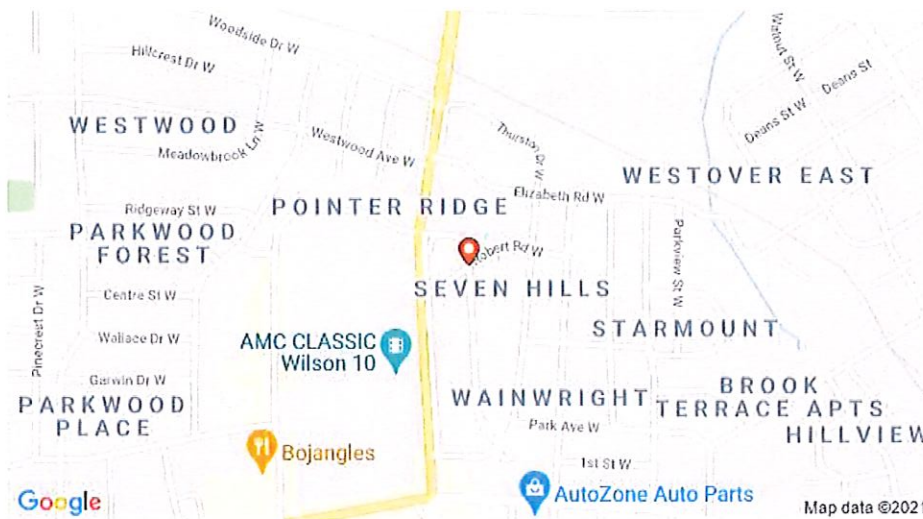 Woodside Dr W
Hillcrest Dr W
Walnut St W
Deans St
Deans St W
WESTWOOD
Meadowbrook Ln W
Westwood Ave W
Thurston Dr W
WESTOVER EAST
Elizabeth Rd W
Ridgeway St W
POINTER RIDGE
PARKWOOD
FOREST
Robert Rd W
Parkview St W
SEVEN HILLS
Centre St W
Pinecrest Dr W
Wallace Dr W
AMC CLASSIC
Wilson 10
STARMOUNT
Garwin Dr W
PARKWOOD
PLACE
WAINWRIGHT
BROOK
TERRACE APTS
Park Ave W
HILLVIEW
Bojangles
1st St W
AutoZone Auto Parts
Google
Map data ©2021